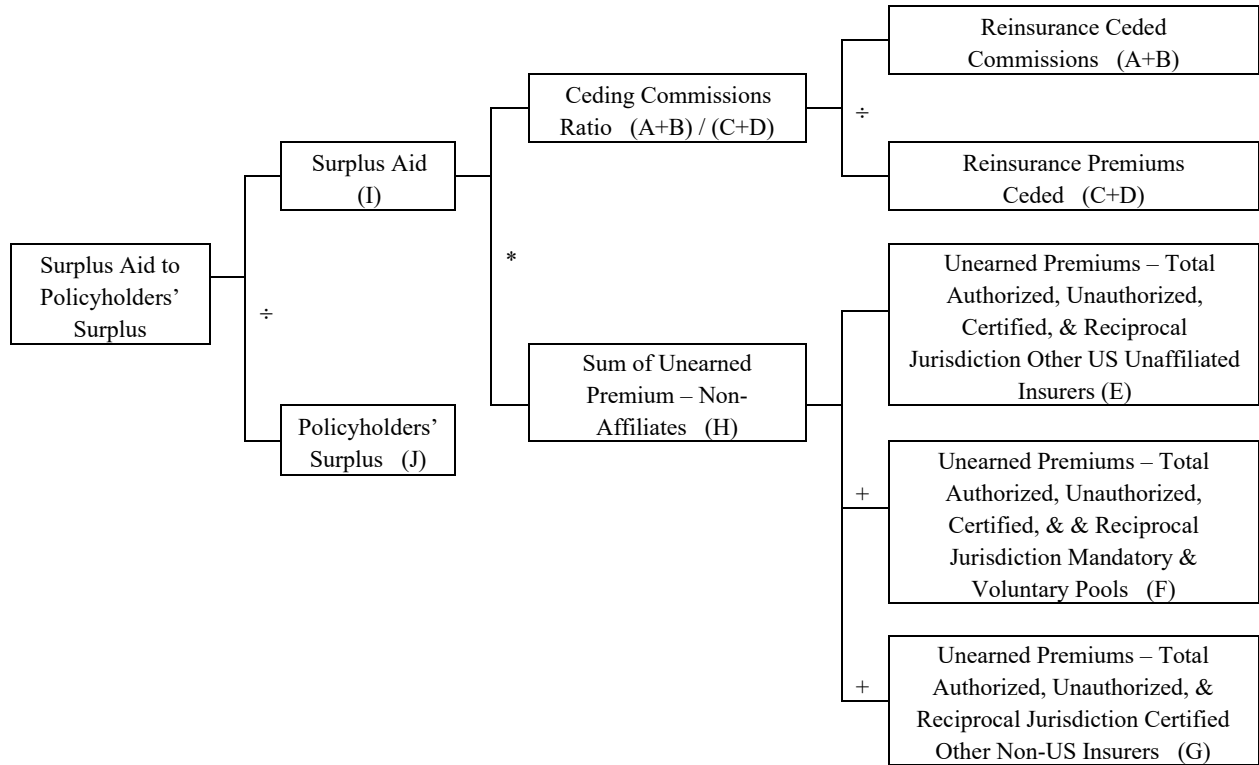 Surplus Aid to
Policyholders’
Surplus
÷
Surplus Aid
(I)
Policyholders’
Surplus (J)
*
Ceding Commissions
Ratio (A+B) / (C+D)
Sum of Unearned
Premium – Non-
Affiliates (H)
÷
Reinsurance Ceded
Commissions (A+B)
Reinsurance Premiums
Ceded (C+D)
Unearned Premiums – Total
Authorized, Unauthorized,
Certified, & Reciprocal
Jurisdiction Other US Unaffiliated
Insurers (E)
+
Unearned Premiums – Total
Authorized, Unauthorized,
Certified, & & Reciprocal
Jurisdiction Mandatory &
Voluntary Pools (F)
+
Unearned Premiums – Total
Authorized, Unauthorized, &
Reciprocal Jurisdiction Certified
Other Non-US Insurers (G)